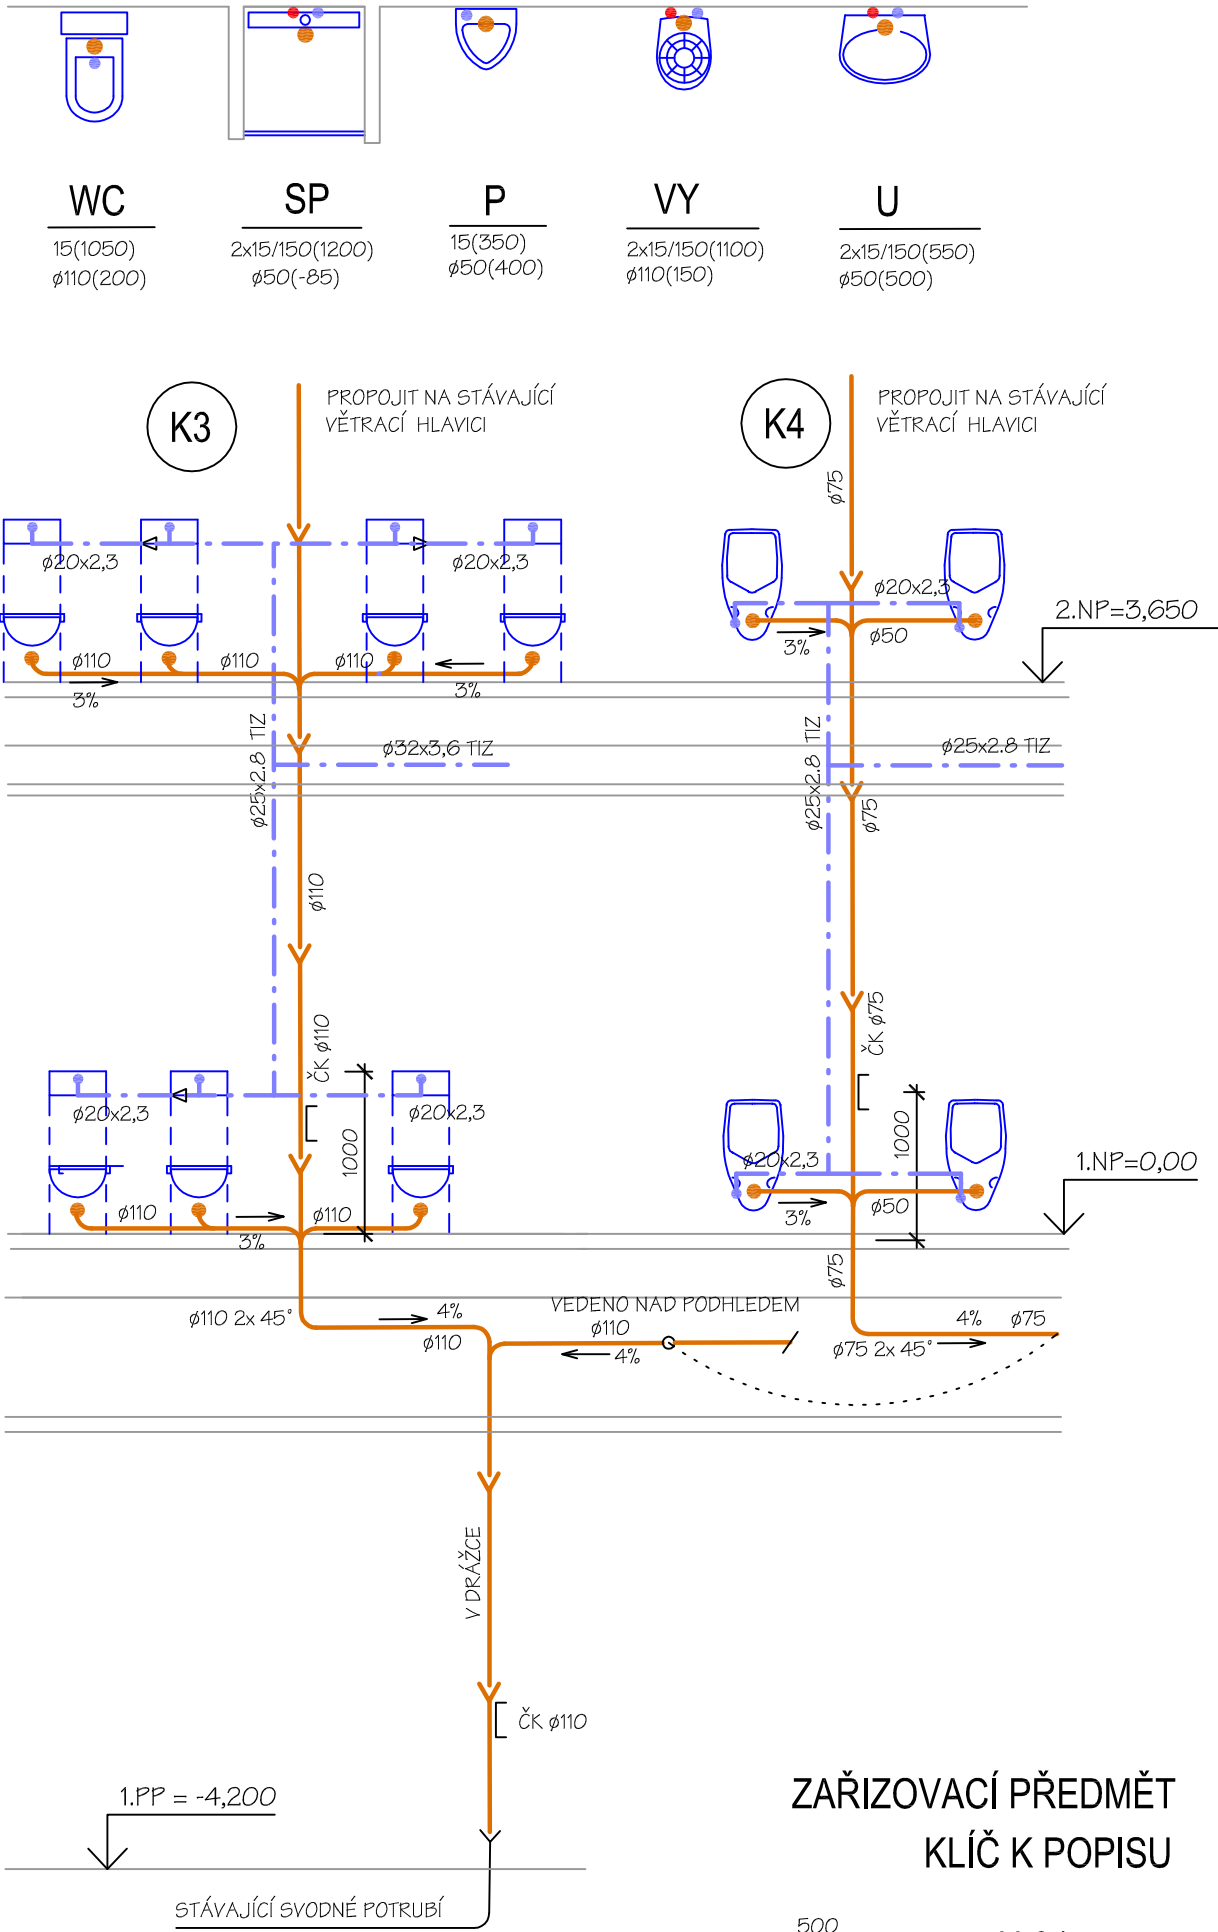 WC
15(1050)
ø110(200)
SP
2x15/150(1200)
ø50(-85)
P
15(350)
ø50(400)
VY
2x15/150(1100)
ø110(150)
U
2x15/150(550)
ø50(500)
K3
PROPOJIT NA STÁVAJÍCÍ
VĚTRACÍ HLAVICI
K4
PROPOJIT NA STÁVAJÍCÍ
VĚTRACÍ HLAVICI
ø75
ø20x2,3
ø20x2,3
ø20x2,3
2.NP=3,650
ø110
ø110
ø110
3%
3%
3%
ø50
ø25x2.8 TIZ
ø32x3,6 TIZ
ø25x2.8 TIZ
ø25x2.8 TIZ
ø75
ø110
ČK ø110
ČK ø75
ø20x2,3
ø20x2,3
1000
ø20x2,3
1000
1.NP=0,00
ø110
ø110
3%
3%
ø50
ø75
ø110 2x 45°
4%
ø110
VEDENO NAD PODHLEDEM
ø110
4%
4%
ø75
ø75 2x 45°
V DRÁŽCE
ČK ø110
1.PP = -4,200
STÁVAJÍCÍ SVODNÉ POTRUBÍ
ZAŘIZOVACÍ PŘEDMĚT
KLÍČ K POPISU
500